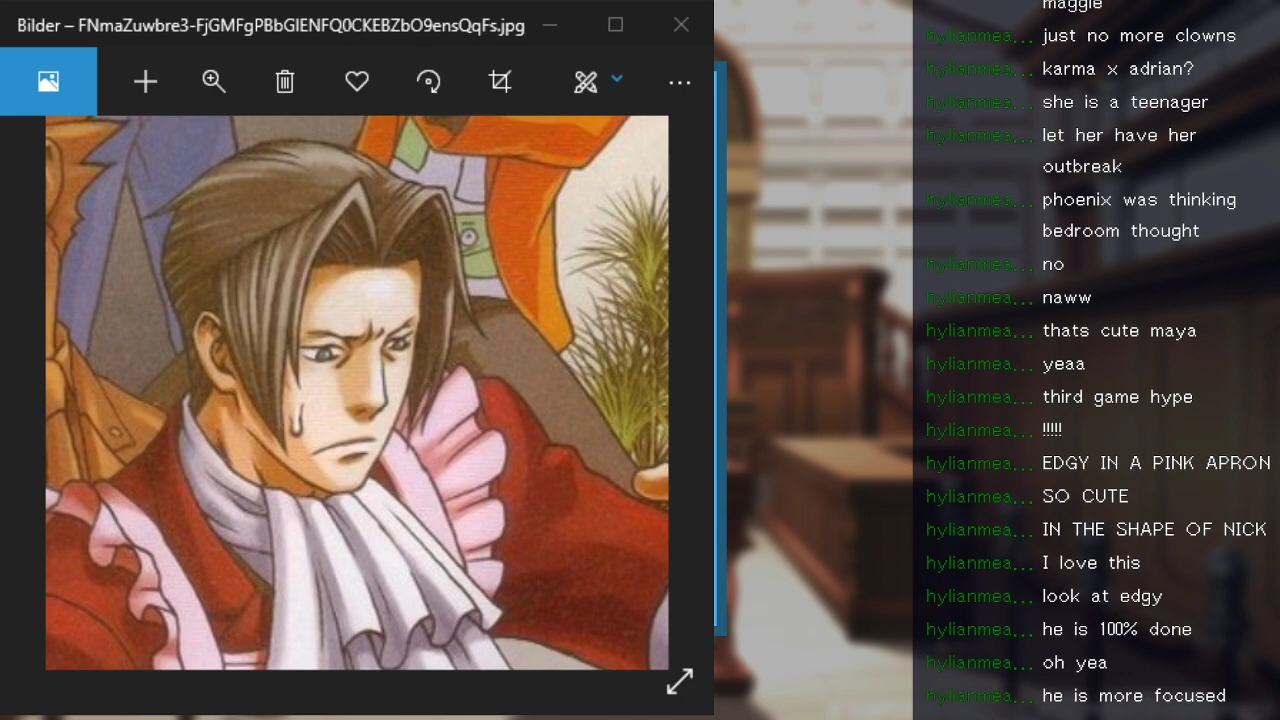 Bilder – FNmaZuwbre3-FjGMFgPBbGlENFQ0CKEBZbO9ensQqFs.jpg
maggie
hylianmea... just no more clowns
hylianmea... karma x adrian?
hylianmea... she is a teenager
hylianmea... let her have her
outbreak
hylianmea... phoenix was thinking
bedroom thought
hylianmea... no
hylianmea... naww
hylianmea... thats cute maya
hylianmea... yeaa
hylianmea... third game hype
hylianmea... !!!!!
hylianmea... EDGY IN A PINK APRON
hylianmea... SO CUTE
hylianmea... IN THE SHAPE OF NICK
hylianmea... I love this
hylianmea... look at edgy
hylianmea... he is 100% done
hylianmea... oh yea
hylianmea... he is more focused